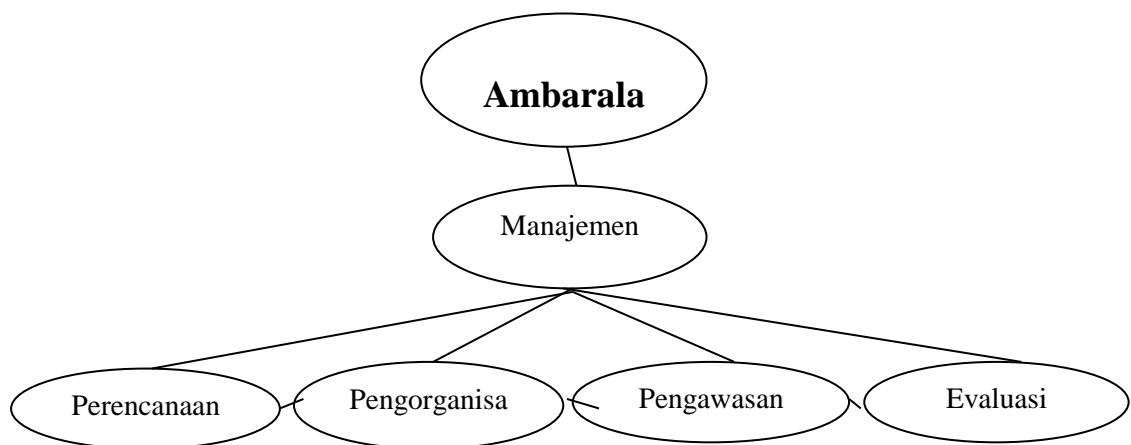 Ambarala
Manajemen
Perencanaan
Pengorganisa
Pengawasan
Evaluasi